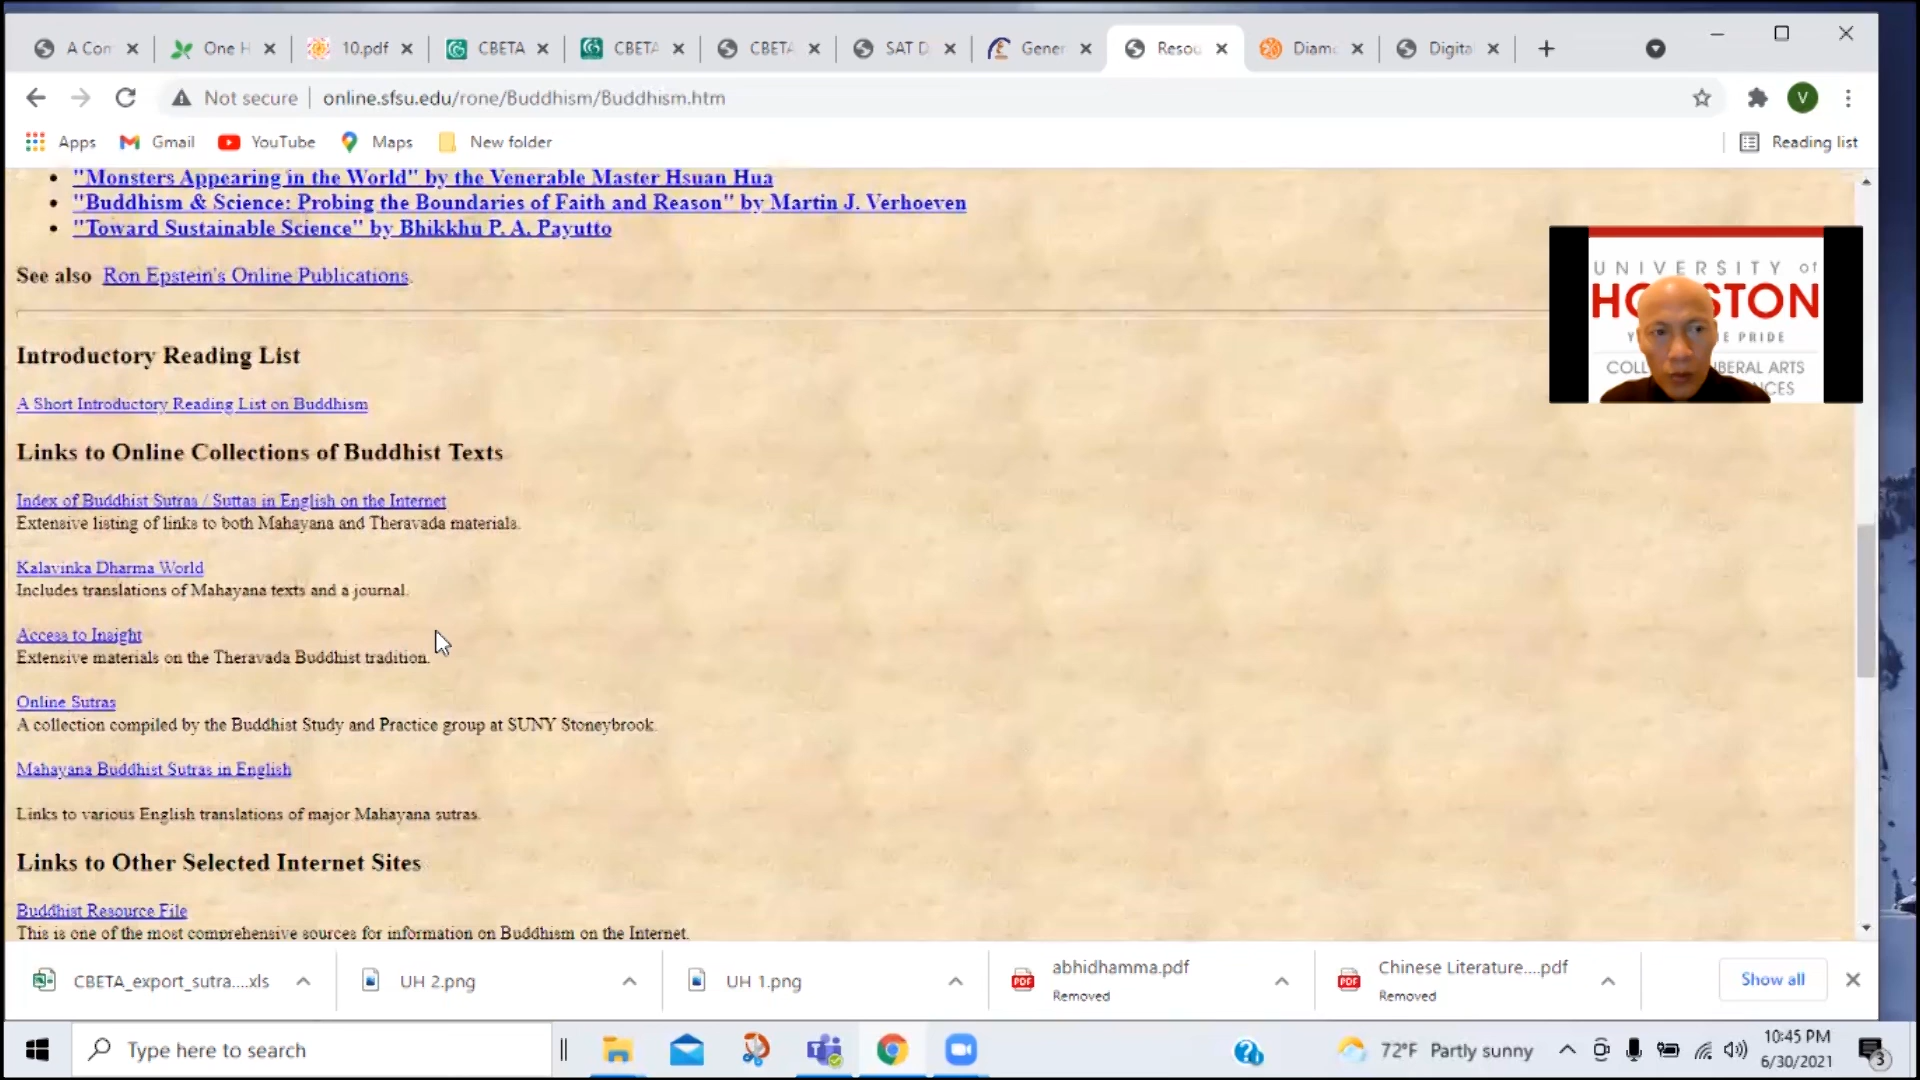 A Con
One H
10.pdf
CBETA
CBETA
CBETA
SAT D
Gener
Resou
Diam
Digita
Not secure
online.sfsu.edu/rone/Buddhism/Buddhism.htm
V
Apps
Gmail
YouTube
Maps
New folder
Reading list
"Monsters Appearing in the World" by the Venerable Master Hsuan Hua
"Buddhism & Science: Probing the Boundaries of Faith and Reason" by Martin J. Verhoeven
"Toward Sustainable Science" by Bhikkhu P. A. Payutto
See also Ron Epstein's Online Publications.
UNIVERSITY of
HOUSTON
PRIDE
Introductory Reading List
A Short Introductory Reading List on Buddhism
Links to Online Collections of Buddhist Texts
Index of Buddhist Sutras / Suttas in English on the Internet
Extensive listing of links to both Mahayana and Theravada materials.
Kalavinka Dharma World
Includes translations of Mahayana texts and a journal.
Access to Insight
Extensive materials on the Theravada Buddhist tradition.
Online Sutras
A collection compiled by the Buddhist Study and Practice group at SUNY Stoneybrook.
Mahayana Buddhist Sutras in English
Links to various English translations of major Mahayana sutras.
Links to Other Selected Internet Sites
Buddhist Resource File
This is one of the most comprehensive sources for information on Buddhism on the Internet.
CBETA_export_sutra....xls
UH 2.png
UH 1.png
abhidhamma.pdf
Removed
Chinese Literature....pdf
Removed
Show all
Type here to search
72°F Partly sunny
10:45 PM
6/30/2021
3